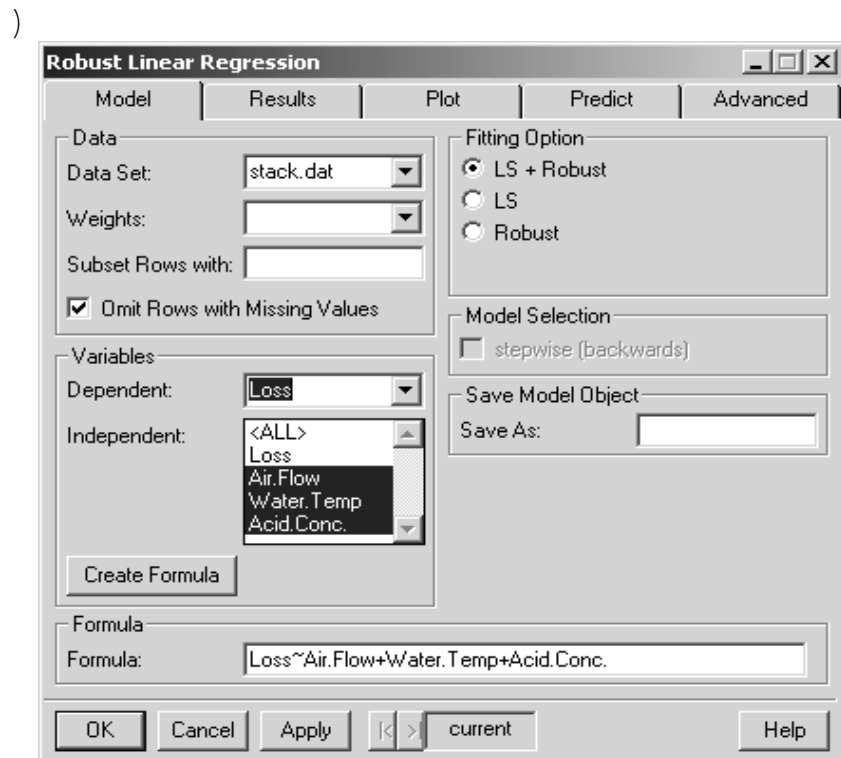 )
Robust Linear Regression
Model Results Plot Predict Advanced
Data
Data Set: stack.dat
Weights:
Subset Rows with:
Omit Rows with Missing Values
Variables
Dependent: Loss
Independent: <ALL>
Loss
Air.Flow
Water.Temp
Acid.Conc.
Create Formula
Fitting Option
LS + Robust
LS
Robust
Model Selection
stepwise (backwards)
Save Model Object
Save As:
Formula
Formula: Loss~Air.Flow+Water.Temp+Acid.Conc.
OK Cancel Apply |< >| current Help